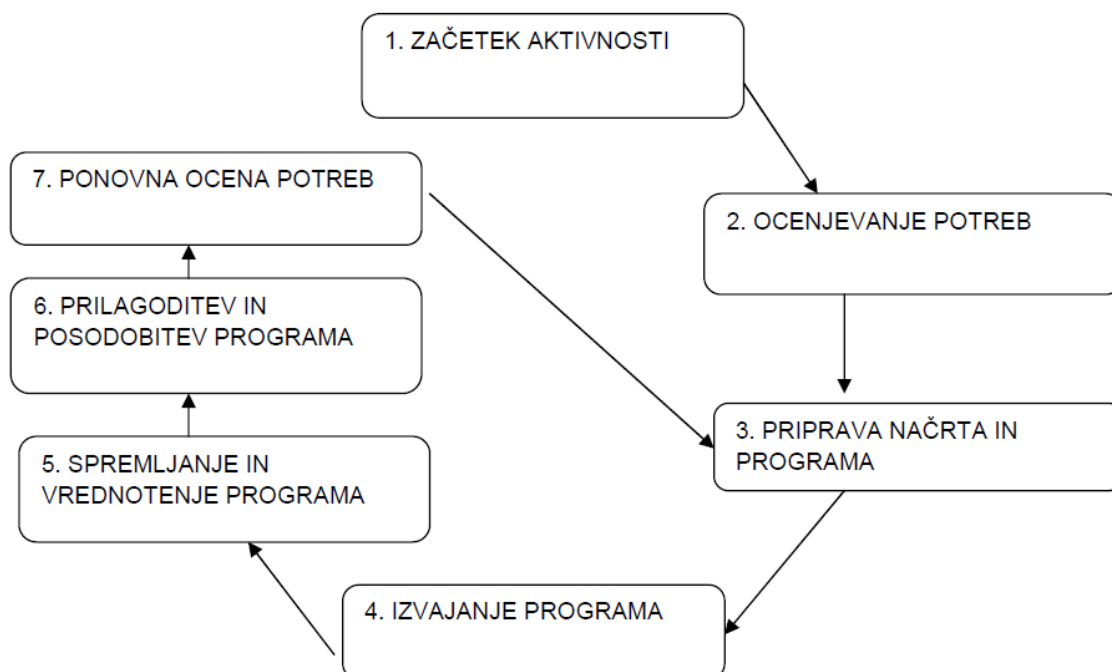 1. ZAČETEK AKTIVNOSTI
2. OCENJEVANJE POTREB
3. PRIPRAVA NAČRTA IN
PROGRAMA
4. IZVAJANJE PROGRAMA
5. SPREMLJANJE IN
VREDNOTENJE PROGRAMA
6. PRILAGODITEV IN
POSODOBITEV PROGRAMA
7. PONOVNA OCENA POTREB